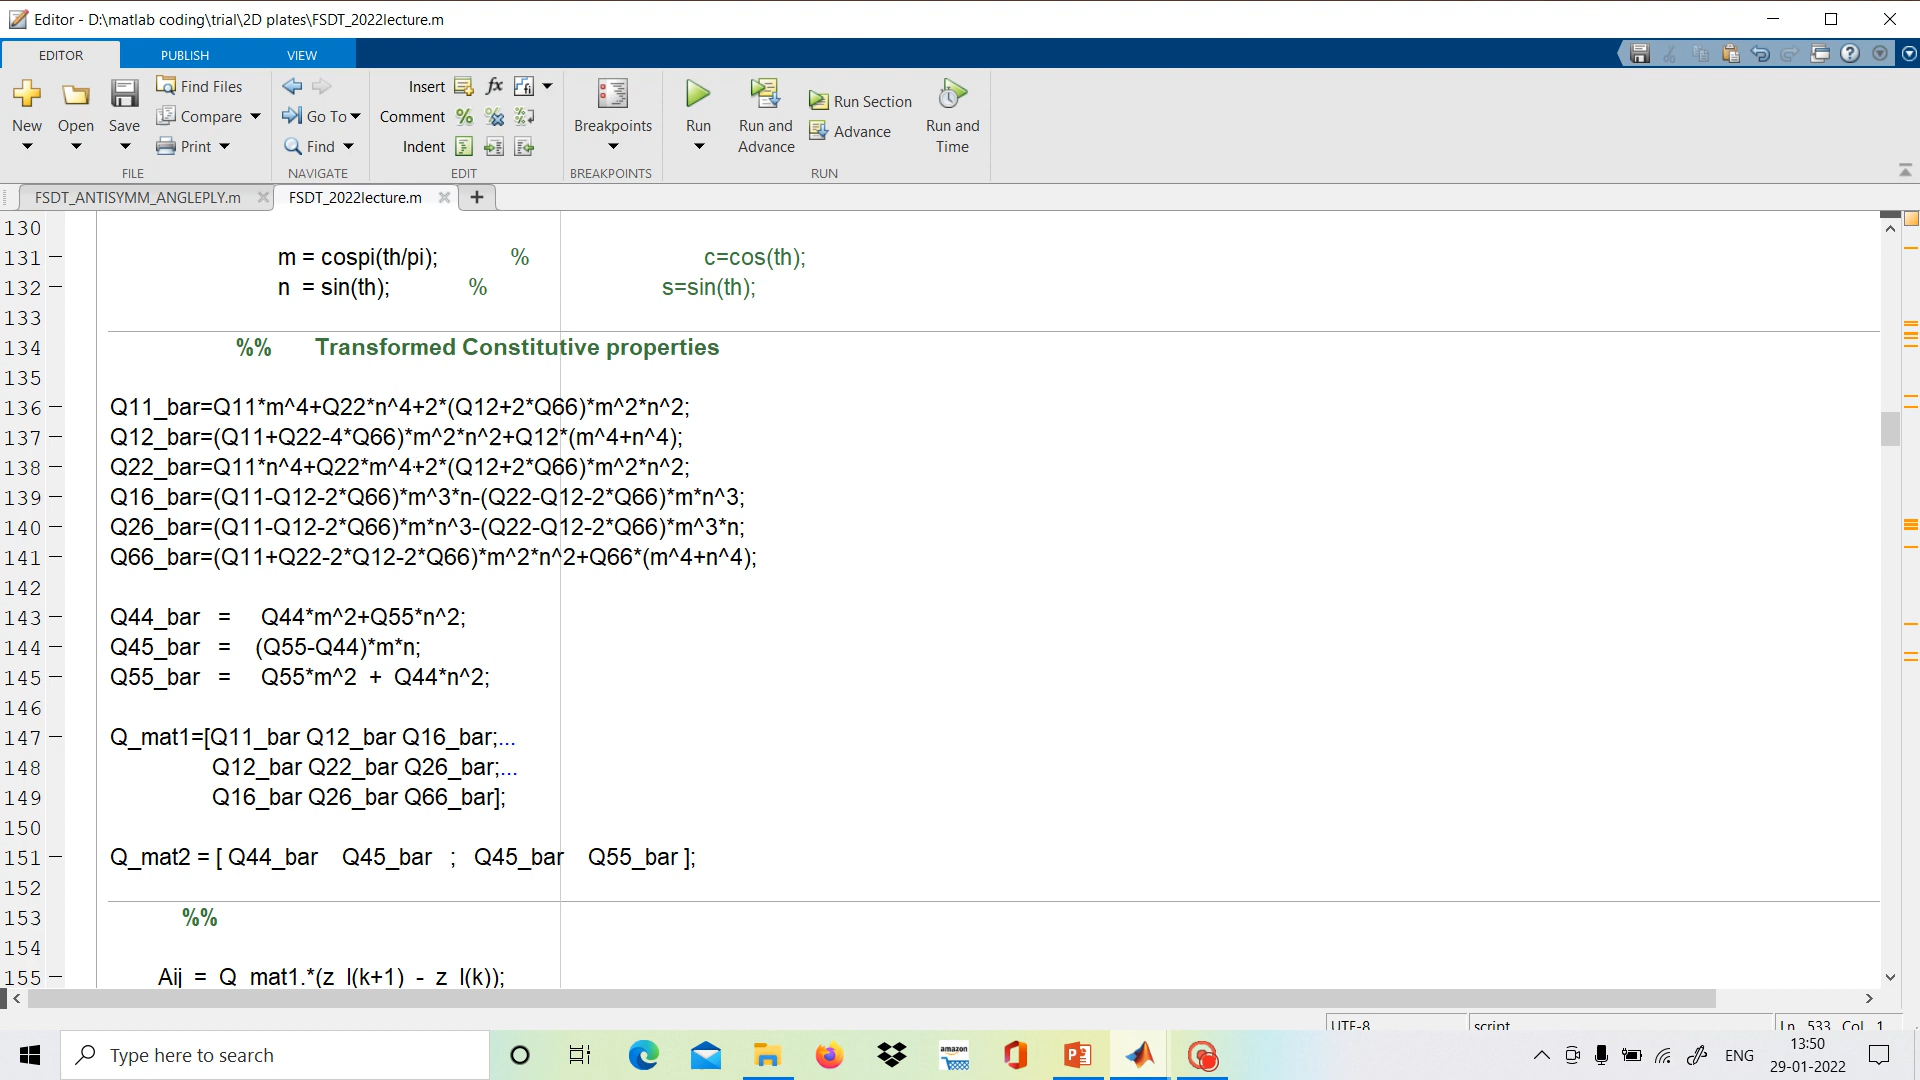 Editor - D:\matlab coding\trial\2D plates\FSDT_2022lecture.m
EDITOR PUBLISH VIEW
New Open Save Find Files Compare Print
FILE
Go To Find
NAVIGATE
Insert fx
Comment
Indent
EDIT
Breakpoints
BREAKPOINTS
Run Run and Advance Run Section Advance Run and Time
RUN
FSDT_ANTISYMM_ANGLEPLY.m FSDT_2022lecture.m
130
131 m = cospi(th/pi); % c=cos(th);
132 n = sin(th); % s=sin(th);
133
134 %% Transformed Constitutive properties
135
136 Q11_bar=Q11*m^4+Q22*n^4+2*(Q12+2*Q66)*m^2*n^2;
137 Q12_bar=(Q11+Q22-4*Q66)*m^2*n^2+Q12*(m^4+n^4);
138 Q22_bar=Q11*n^4+Q22*m^4+2*(Q12+2*Q66)*m^2*n^2;
139 Q16_bar=(Q11-Q12-2*Q66)*m^3*n-(Q22-Q12-2*Q66)*m*n^3;
140 Q26_bar=(Q11-Q12-2*Q66)*m*n^3-(Q22-Q12-2*Q66)*m^3*n;
141 Q66_bar=(Q11+Q22-2*Q12-2*Q66)*m^2*n^2+Q66*(m^4+n^4);
142
143 Q44_bar = Q44*m^2+Q55*n^2;
144 Q45_bar = (Q55-Q44)*m*n;
145 Q55_bar = Q55*m^2 + Q44*n^2;
146
147 Q_mat1=[Q11_bar Q12_bar Q16_bar;...
148 Q12_bar Q22_bar Q26_bar;...
149 Q16_bar Q26_bar Q66_bar];
150
151 Q_mat2 = [ Q44_bar Q45_bar ; Q45_bar Q55_bar ];
152
153 %%
154
155 Aij = Q_mat1.*(z_l(k+1) - z_l(k));
UTF-8 script Ln 533 Col 1
Type here to search
amazon
ENG
13:50
29-01-2022